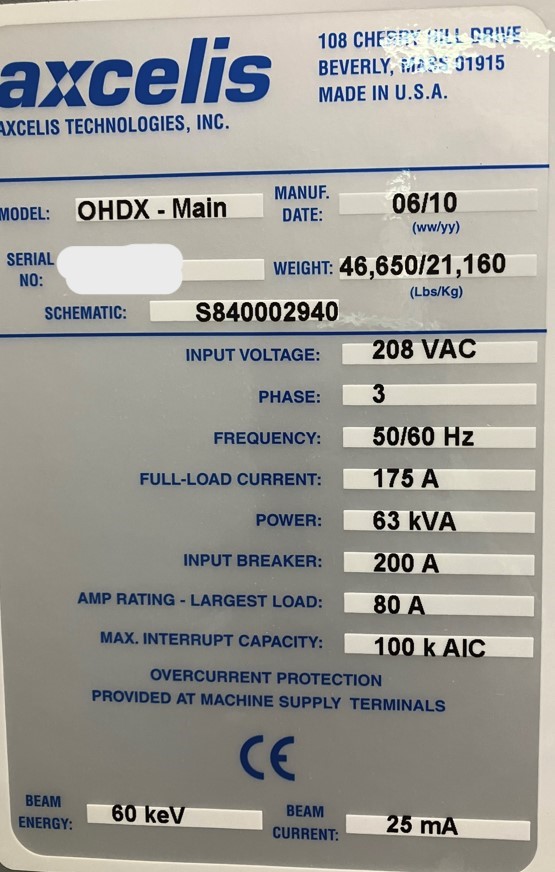 axcelis
AXCELIS TECHNOLOGIES, INC.
108 CHERRY HILL DRIVE
BEVERLY, MASS 01915
MADE IN U.S.A.
MODEL: OHDX - Main
MANUF. DATE: 06/10
(ww/yy)
SERIAL NO:
WEIGHT: 46,650/21,160
(Lbs/Kg)
SCHEMATIC: S840002940
INPUT VOLTAGE: 208 VAC
PHASE: 3
FREQUENCY: 50/60 Hz
FULL-LOAD CURRENT: 175 A
POWER: 63 kVA
INPUT BREAKER: 200 A
AMP RATING - LARGEST LOAD: 80 A
MAX. INTERRUPT CAPACITY: 100 k AIC
OVERCURRENT PROTECTION
PROVIDED AT MACHINE SUPPLY TERMINALS
CE
BEAM ENERGY: 60 keV
BEAM CURRENT: 25 mA